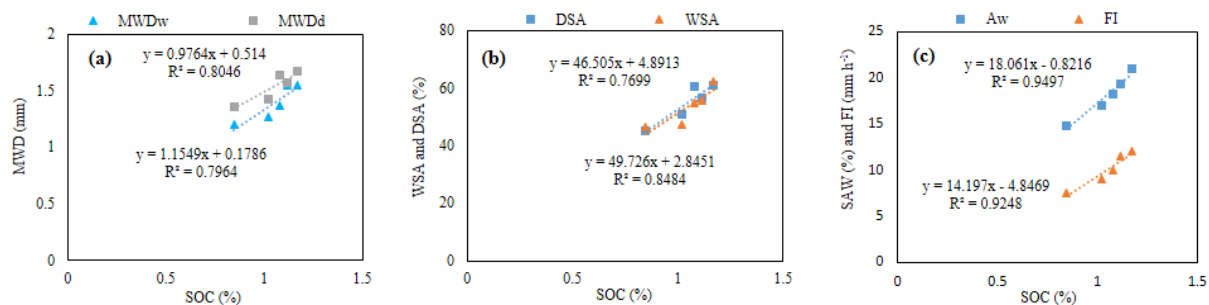 MWDw MWDd
(a)
y = 0.9764x + 0.514
R² = 0.8046
y = 1.1549x + 0.1786
R² = 0.7964
MWD (mm)
2
1.5
1
0.5
0
0 0.5 1 1.5
SOC (%)
DSA WSA
(b)
y = 46.505x + 4.8913
R² = 0.7699
y = 49.726x + 2.8451
R² = 0.8484
WSA and DSA (%)
80
60
40
20
0
0 0.5 1 1.5
SOC (%)
Aw FI
(c)
y = 18.061x - 0.8216
R² = 0.9497
y = 14.197x - 4.8469
R² = 0.9248
SAW (%) and FI (mm h⁻¹)
25
20
15
10
5
0
0 0.5 1 1.5
SOC (%)